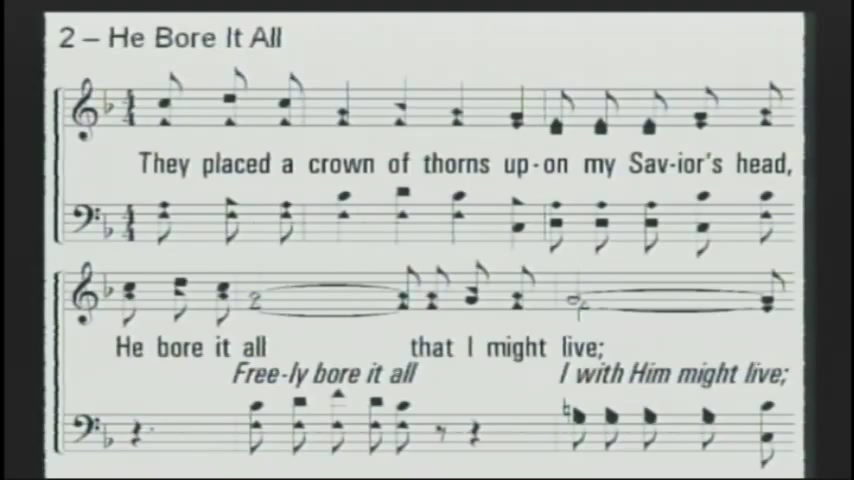 2 – He Bore It All
They placed a crown of thorns up-on my Sav-ior's head,
He bore it all that I might live;
Free-ly bore it all I with Him might live;